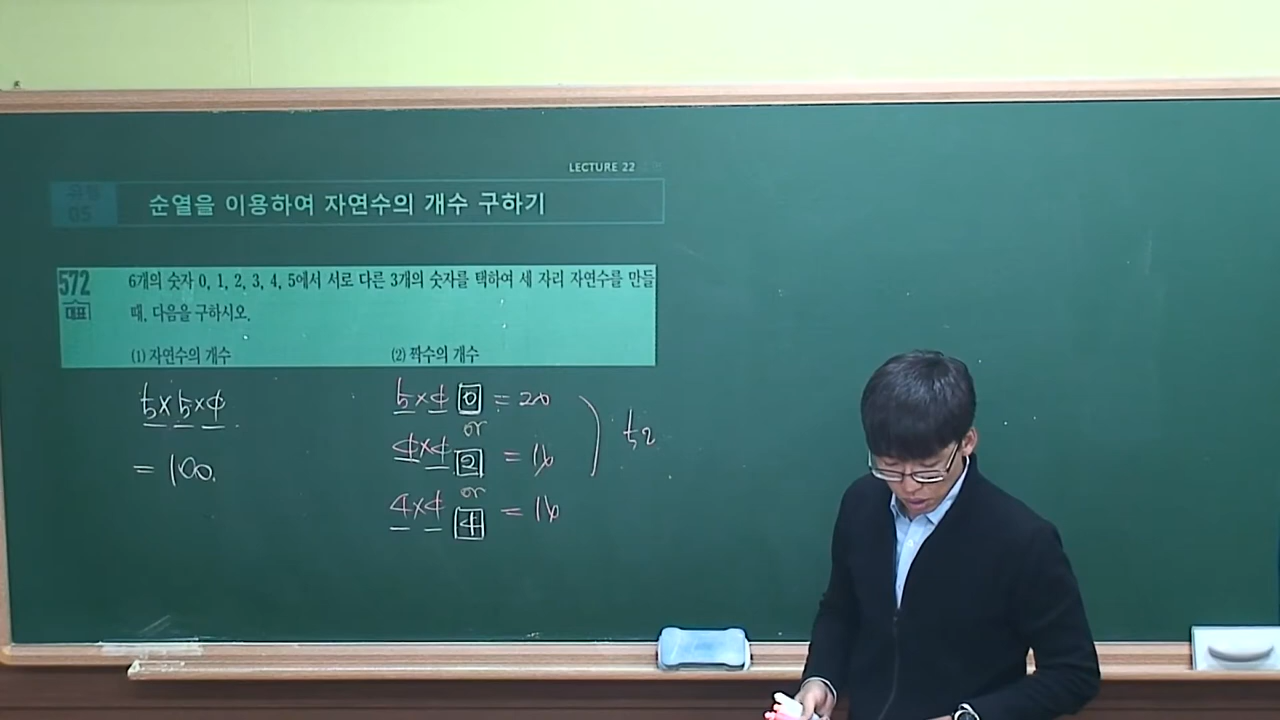 LECTURE 22
유형
05
순열을 이용하여 자연수의 개수 구하기
572
대표
6개의 숫자 0, 1, 2, 3, 4, 5에서 서로 다른 3개의 숫자를 택하여 세 자리 자연수를 만들
때, 다음을 구하시오.
(1) 자연수의 개수
(2) 짝수의 개수
5×5×4
= 100.
5×4 0 = 20
or
4×4 2 = 16
or
4×4 4 = 16
52